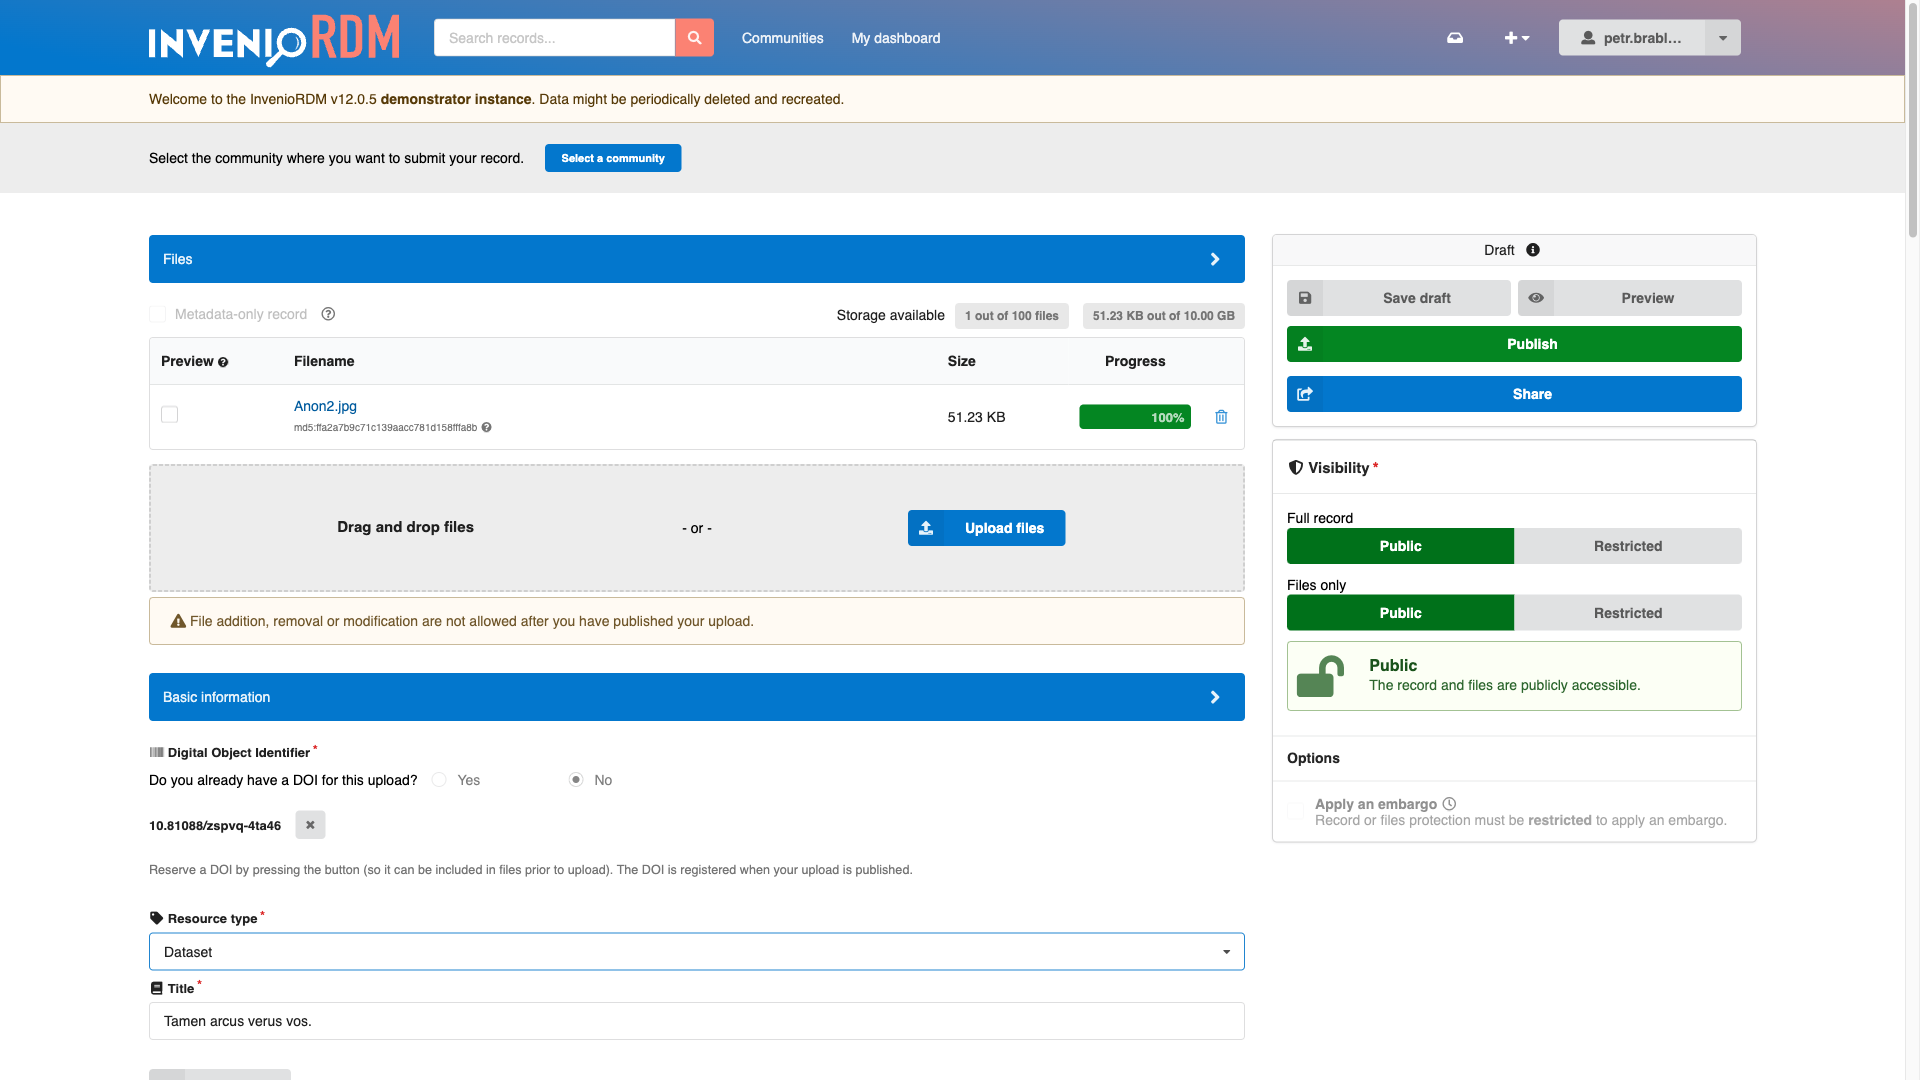 INVENIORDM
Search records...
Communities
My dashboard
petr.brabl...
Welcome to the InvenioRDM v12.0.5 demonstrator instance. Data might be periodically deleted and recreated.
Select the community where you want to submit your record.
Select a community
Files
Metadata-only record
Storage available
1 out of 100 files
51.23 KB out of 10.00 GB
Preview
Filename
Size
Progress
Anon2.jpg
51.23 KB
100%
md5:ffa2a7b9c71c139aacc781d158fffa8b
Drag and drop files
- or -
Upload files
File addition, removal or modification are not allowed after you have published your upload.
Basic information
Digital Object Identifier *
Do you already have a DOI for this upload?
Yes
No
10.81088/zspvq-4ta46
Reserve a DOI by pressing the button (so it can be included in files prior to upload). The DOI is registered when your upload is published.
Resource type *
Dataset
Title *
Tamen arcus verus vos.
Draft
Save draft
Preview
Publish
Share
Visibility *
Full record
Public
Restricted
Files only
Public
Restricted
Public
The record and files are publicly accessible.
Options
Apply an embargo
Record or files protection must be restricted to apply an embargo.